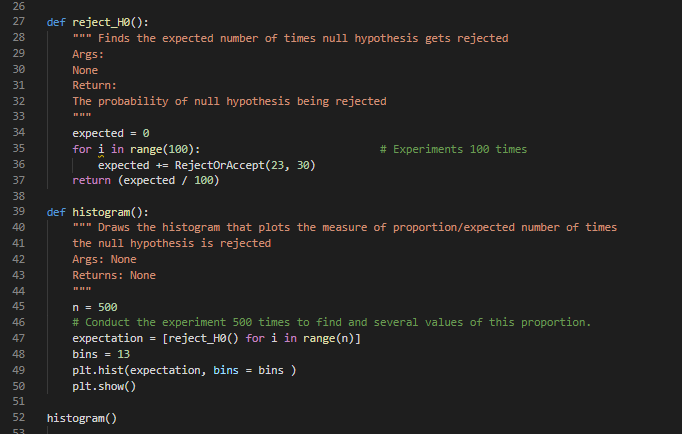 26
27 def reject_H0():
28     """ Finds the expected number of times null hypothesis gets rejected
29     Args:
30     None
31     Return:
32     The probability of null hypothesis being rejected
33     """
34     expected = 0
35     for i in range(100):                            # Experiments 100 times
36         expected += RejectOrAccept(23, 30)
37     return (expected / 100)
38
39 def histogram():
40     """ Draws the histogram that plots the measure of proportion/expected number of times
41     the null hypothesis is rejected
42     Args: None
43     Returns: None
44     """
45     n = 500
46     # Conduct the experiment 500 times to find and several values of this proportion.
47     expectation = [reject_H0() for i in range(n)]
48     bins = 13
49     plt.hist(expectation, bins = bins )
50     plt.show()
51
52 histogram()
53